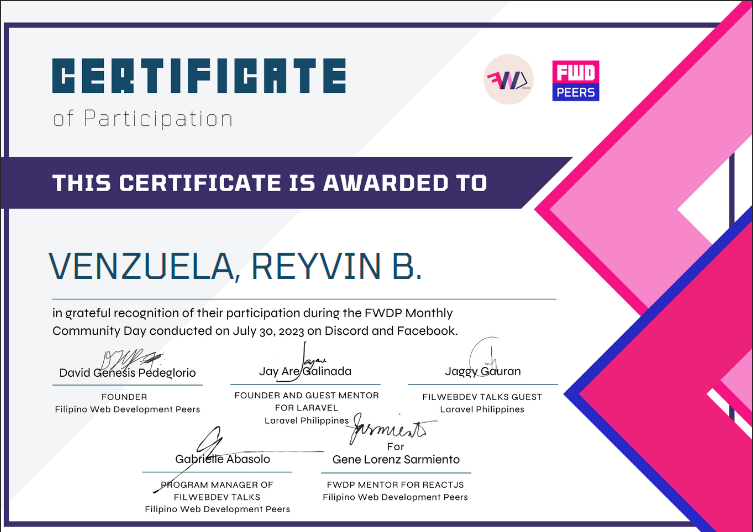 CERTIFICATE
of Participation
FWD
FWD
PEERS
THIS CERTIFICATE IS AWARDED TO
VENZUELA, REYVIN B.
in grateful recognition of their participation during the FWDP Monthly
Community Day conducted on July 30, 2023 on Discord and Facebook.
David Genesis Pedeglorio
FOUNDER
Filipino Web Development Peers
Jay Are Galinada
FOUNDER AND GUEST MENTOR
FOR LARAVEL
Laravel Philippines
Jaggy Gauran
FILWEBDEV TALKS GUEST
Laravel Philippines
Gabrielle Abasolo
PROGRAM MANAGER OF
FILWEBDEV TALKS
Filipino Web Development Peers
For
Gene Lorenz Sarmiento
FWDP MENTOR FOR REACTJS
Filipino Web Development Peers